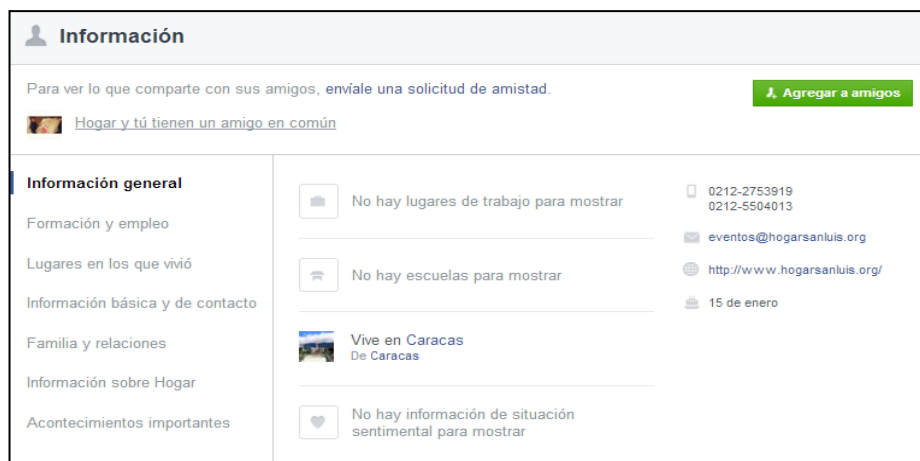 Información
Para ver lo que comparte con sus amigos, envíale una solicitud de amistad.
Agregar a amigos
Hogar y tú tienen un amigo en común
Información general
Formación y empleo
Lugares en los que vivió
Información básica y de contacto
Familia y relaciones
Información sobre Hogar
Acontecimientos importantes
No hay lugares de trabajo para mostrar
No hay escuelas para mostrar
Vive en Caracas
De Caracas
No hay información de situación
sentimental para mostrar
0212-2753919
0212-5504013
eventos@hogarsanluis.org
http://www.hogarsanluis.org/
15 de enero